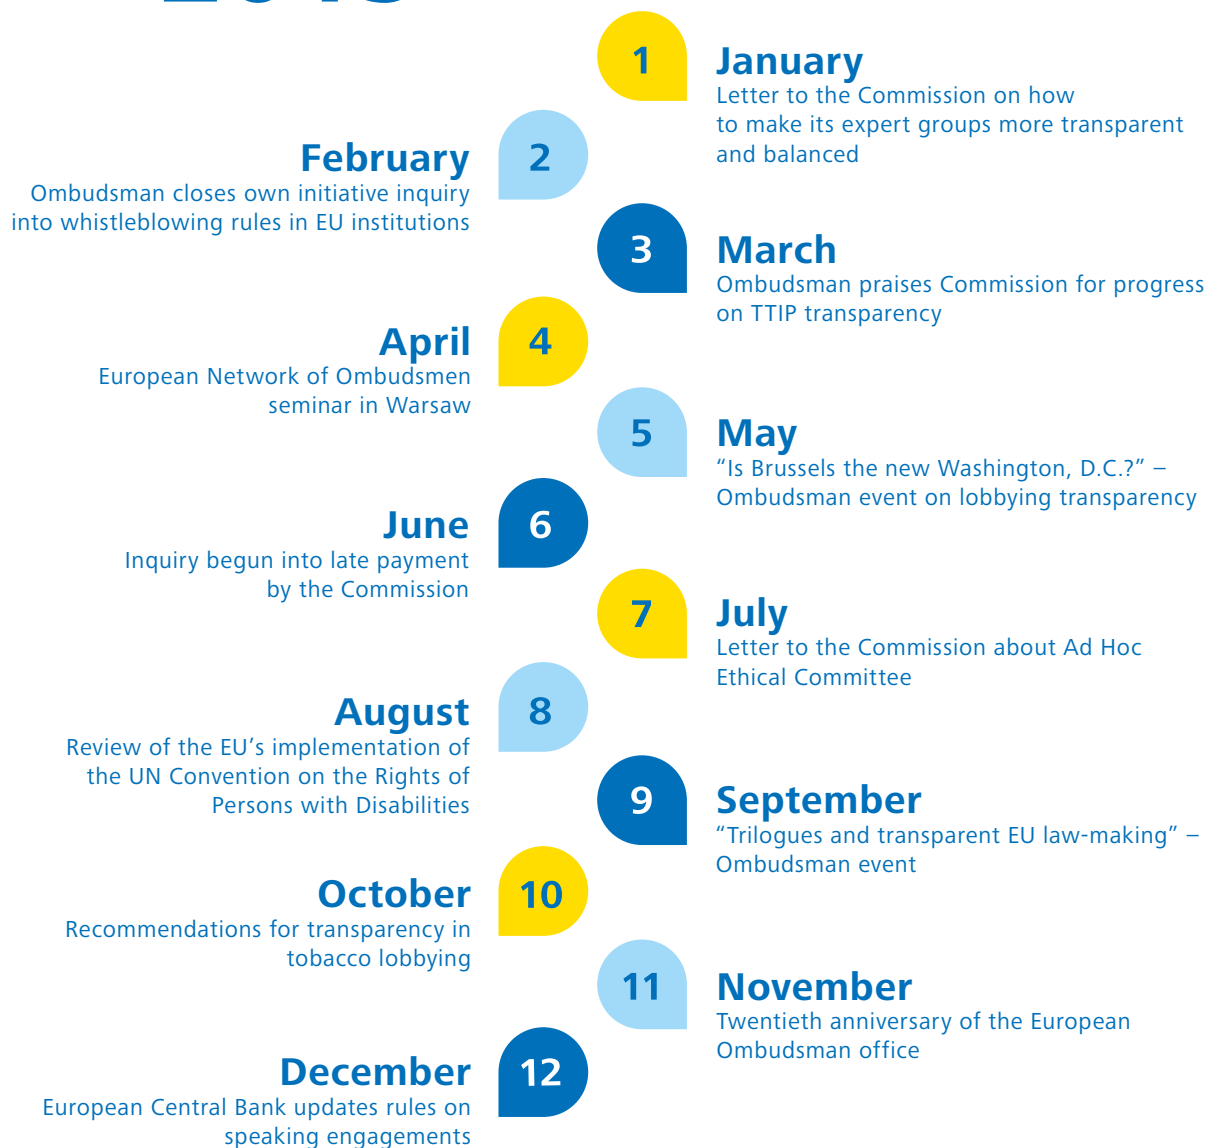 1
January
Letter to the Commission on how
to make its expert groups more transparent
and balanced
2
February
Ombudsman closes own initiative inquiry
into whistleblowing rules in EU institutions
3
March
Ombudsman praises Commission for progress
on TTIP transparency
4
April
European Network of Ombudsmen
seminar in Warsaw
5
May
“Is Brussels the new Washington, D.C.?” –
Ombudsman event on lobbying transparency
6
June
Inquiry begun into late payment
by the Commission
7
July
Letter to the Commission about Ad Hoc
Ethical Committee
8
August
Review of the EU’s implementation of
the UN Convention on the Rights of
Persons with Disabilities
9
September
“Trilogues and transparent EU law-making” –
Ombudsman event
10
October
Recommendations for transparency in
tobacco lobbying
11
November
Twentieth anniversary of the European
Ombudsman office
12
December
European Central Bank updates rules on
speaking engagements